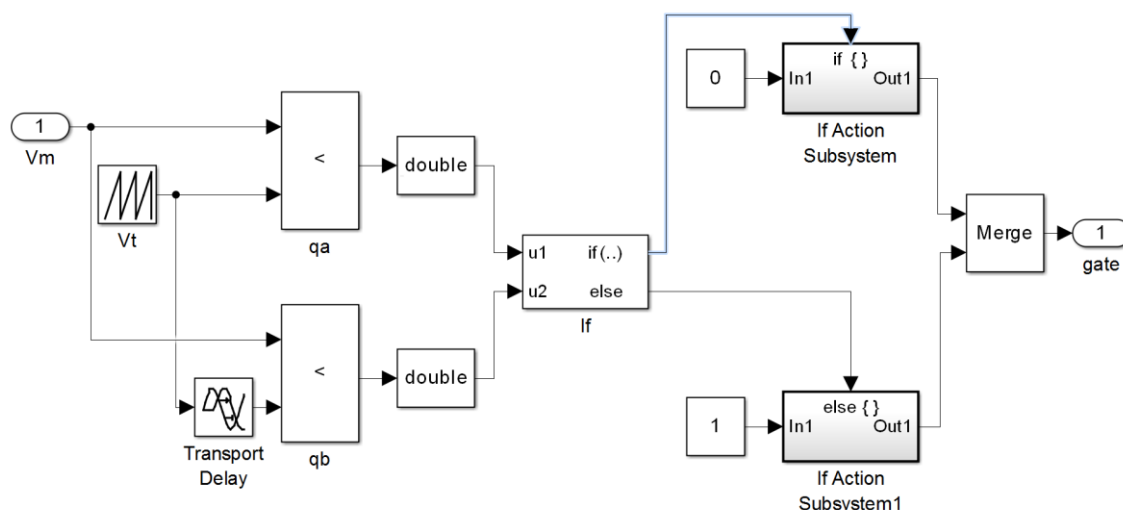 1
Vm
Vt
<
qa
double
Transport
Delay
<
qb
double
u1 if(..)
u2 else
If
0
if { }
In1 Out1
If Action
Subsystem
1
else { }
In1 Out1
If Action
Subsystem1
Merge
1
gate